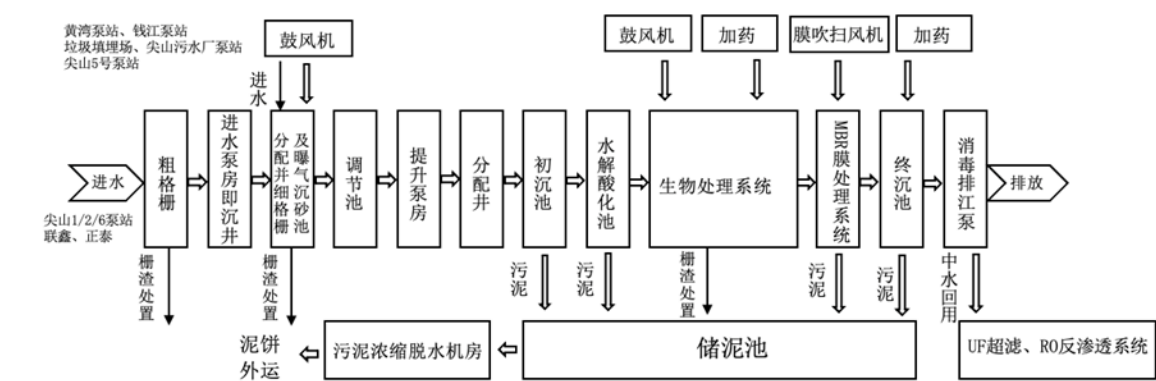 黄湾泵站、钱江泵站
垃圾填埋场、尖山污水厂泵站
尖山5号泵站
鼓风机
鼓风机
加药
膜吹扫风机
加药
进水
进水
粗格栅
进水泵房即沉井
分配井细格栅
及曝气沉砂池
调节池
提升泵房
分配井
初沉池
水解酸化池
生物处理系统
MBR膜处理系统
终沉池
消毒排江泵
排放
尖山1/2/6泵站
联鑫、正泰
栅渣处置
栅渣处置
污泥
污泥
栅渣处置
污泥
污泥
中水回用
泥饼
外运
污泥浓缩脱水机房
储泥池
UF超滤、RO反渗透系统